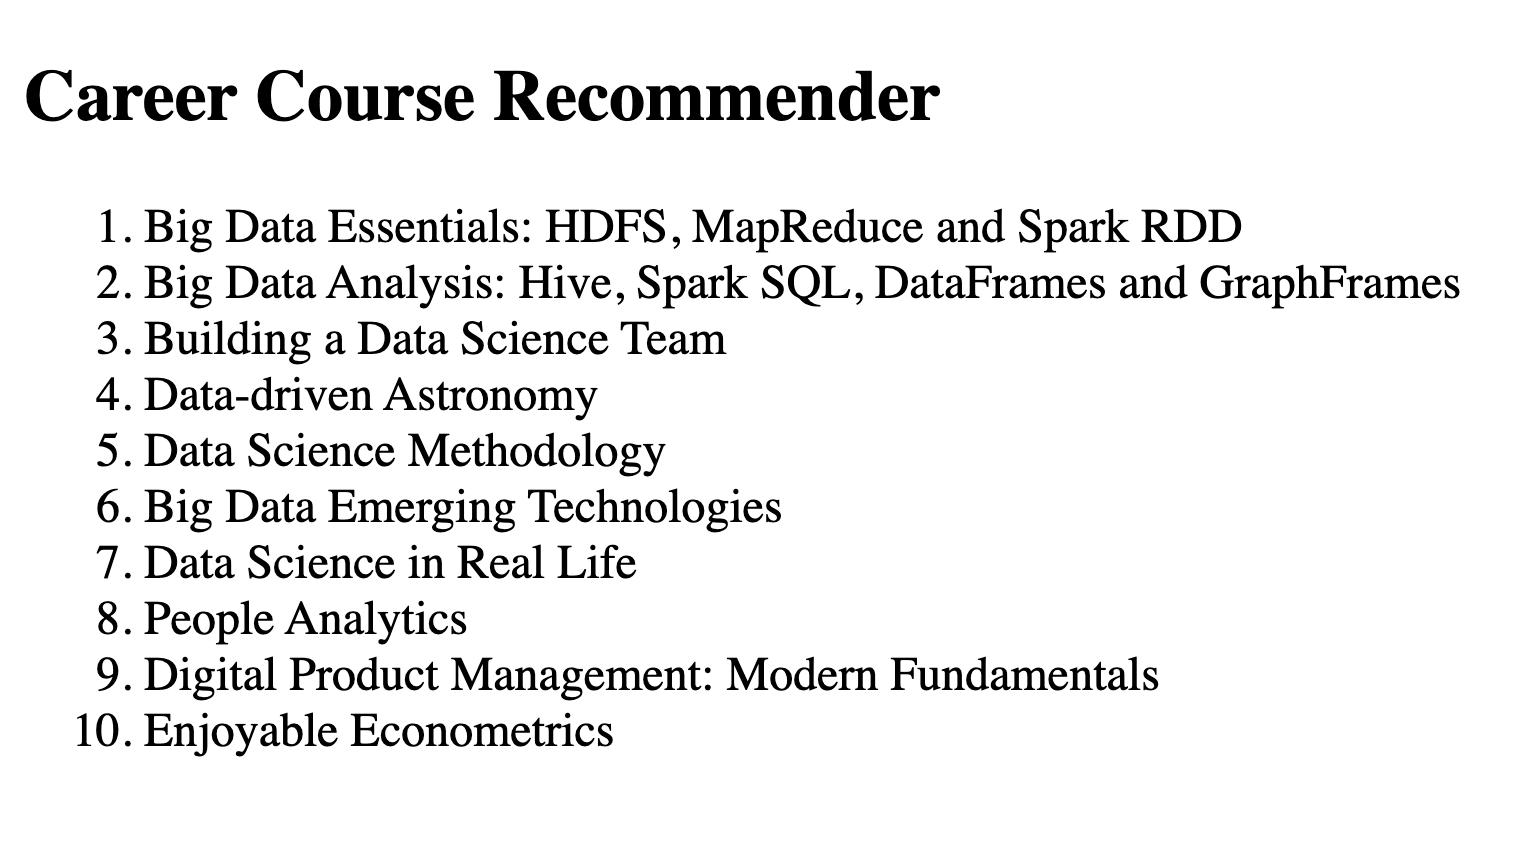 Career Course Recommender
1. Big Data Essentials: HDFS, MapReduce and Spark RDD
2. Big Data Analysis: Hive, Spark SQL, DataFrames and GraphFrames
3. Building a Data Science Team
4. Data-driven Astronomy
5. Data Science Methodology
6. Big Data Emerging Technologies
7. Data Science in Real Life
8. People Analytics
9. Digital Product Management: Modern Fundamentals
10. Enjoyable Econometrics